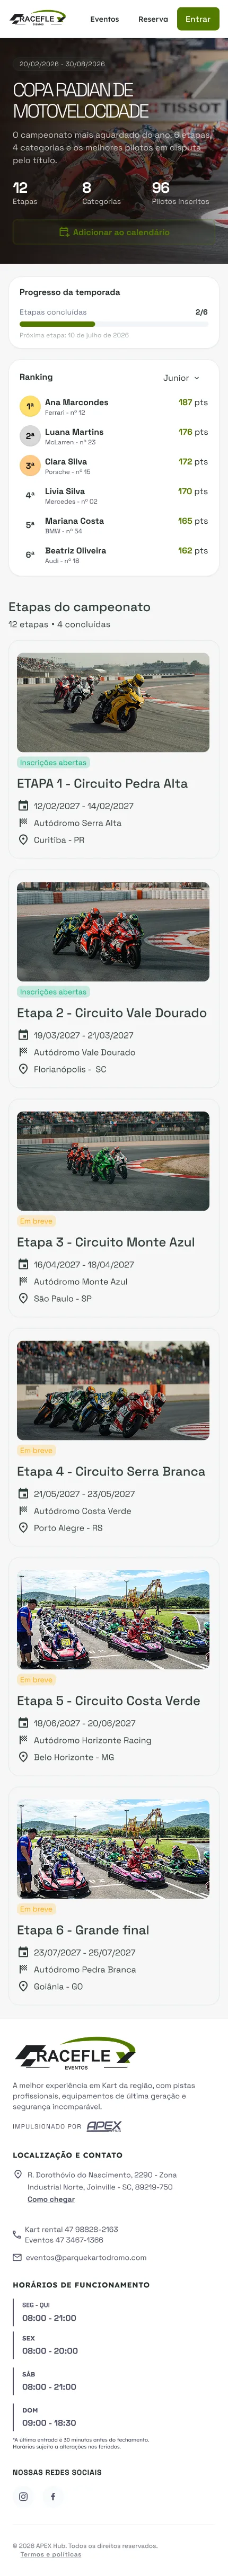 RACEFLEX
EVENTOS
Eventos
Reserva
Entrar
20/02/2026 - 30/08/2026
COPA RADIAN DE
MOTOVELOCIDADE
O campeonato mais aguardado do ano. 6 etapas,
4 categorias e os melhores pilotos em disputa
pelo título.
12
8
96
Etapas
Categorias
Pilotos Inscritos
Adicionar ao calendário
Progresso da temporada
Etapas concluídas
2/6
Próxima etapa: 10 de julho de 2026
Ranking
Junior
1ª
Ana Marcondes
187 pts
Ferrari - nº 12
2ª
Luana Martins
176 pts
McLarren - nº 23
3ª
Clara Silva
172 pts
Porsche - nº 15
4ª
Livia Silva
170 pts
Mercedes - nº 02
5ª
Mariana Costa
165 pts
BMW - nº 54
6ª
Beatriz Oliveira
162 pts
Audi - nº 18
Etapas do campeonato
12 etapas • 4 concluídas
Inscrições abertas
ETAPA 1 - Circuito Pedra Alta
12/02/2027 - 14/02/2027
Autódromo Serra Alta
Curitiba - PR
Inscrições abertas
Etapa 2 - Circuito Vale Dourado
19/03/2027 - 21/03/2027
Autódromo Vale Dourado
Florianópolis - SC
Em breve
Etapa 3 - Circuito Monte Azul
16/04/2027 - 18/04/2027
Autódromo Monte Azul
São Paulo - SP
Em breve
Etapa 4 - Circuito Serra Branca
21/05/2027 - 23/05/2027
Autódromo Costa Verde
Porto Alegre - RS
Em breve
Etapa 5 - Circuito Costa Verde
18/06/2027 - 20/06/2027
Autódromo Horizonte Racing
Belo Horizonte - MG
Em breve
Etapa 6 - Grande final
23/07/2027 - 25/07/2027
Autódromo Pedra Branca
Goiânia - GO
RACEFLEX
EVENTOS
A melhor experiência em Kart da região, com pistas
profissionais, equipamentos de última geração e
segurança incomparável.
IMPULSIONADO POR APEX
LOCALIZAÇÃO E CONTATO
R. Dorothóvio do Nascimento, 2290 - Zona
Industrial Norte, Joinville - SC, 89219-750
Como chegar
Kart rental 47 98828-2163
Eventos 47 3467-1366
eventos@parquekartodromo.com
HORÁRIOS DE FUNCIONAMENTO
SEG - QUI
08:00 - 21:00
SEX
08:00 - 20:00
SÁB
08:00 - 21:00
DOM
09:00 - 18:30
*A última entrada é 30 minutos antes do fechamento.
Horários sujeito a alterações nos feriados.
NOSSAS REDES SOCIAIS
© 2026 APEX Hub. Todos os direitos reservados.
Termos e políticas